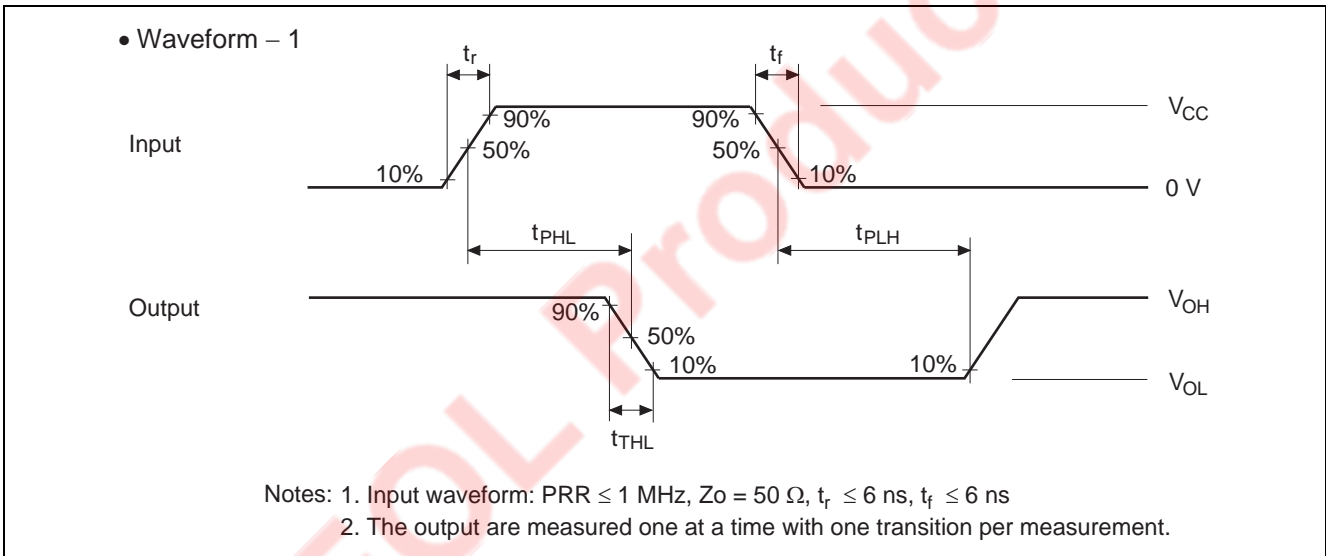 • Waveform – 1
tr
tf
Input
90%
90%
VCC
50%
50%
10%
10%
0 V
tPHL
tPLH
Output
VOH
90%
50%
10%
10%
VOL
tTHL
Notes: 1. Input waveform: PRR ≤ 1 MHz, Zo = 50 Ω, tr ≤ 6 ns, tf ≤ 6 ns
2. The output are measured one at a time with one transition per measurement.
EOL Produc